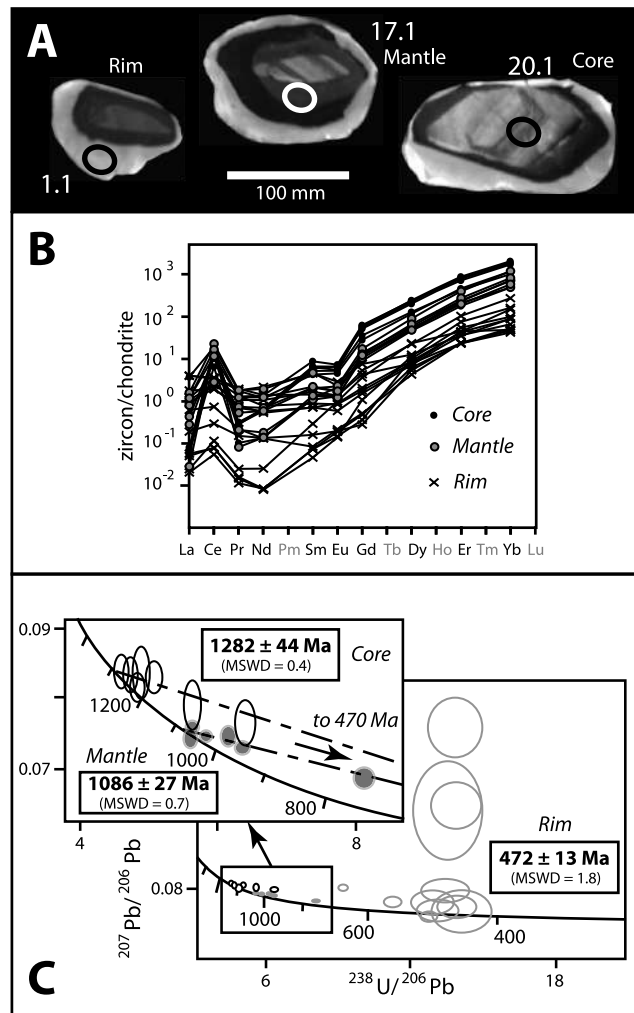 A
Rim
17.1
Mantle
20.1 Core
1.1
100 mm
B
10 3
10 2
10 1
10 0
10 -1
10 -2
zircon/chondrite
Core
Mantle
Rim
La Ce Pr Nd Pm Sm Eu Gd Tb Dy Ho Er Tm Yb Lu
0.09
1282 ± 44 Ma
(MSWD = 0.4)
Core
1200
to 470 Ma
Mantle
1000
0.07
1086 ± 27 Ma
(MSWD = 0.7)
800
4 8
Rim
472 ± 13 Ma
(MSWD = 1.8)
207Pb/ 206Pb
0.08
1000
600
400
6 18
238U/206Pb
C